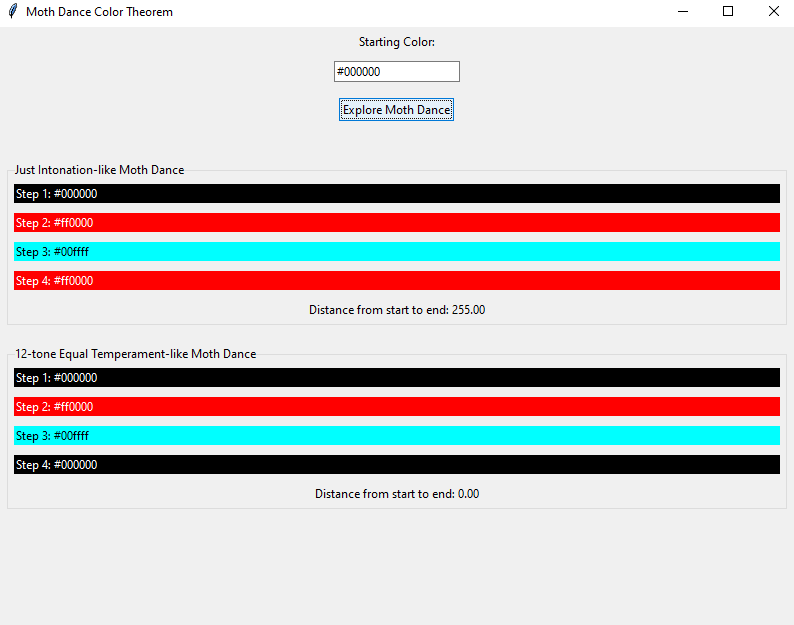 Moth Dance Color Theorem
Starting Color:
#000000
Explore Moth Dance
Just Intonation-like Moth Dance
Step 1: #000000
Step 2: #ff0000
Step 3: #00ffff
Step 4: #ff0000
Distance from start to end: 255.00
12-tone Equal Temperament-like Moth Dance
Step 1: #000000
Step 2: #ff0000
Step 3: #00ffff
Step 4: #000000
Distance from start to end: 0.00